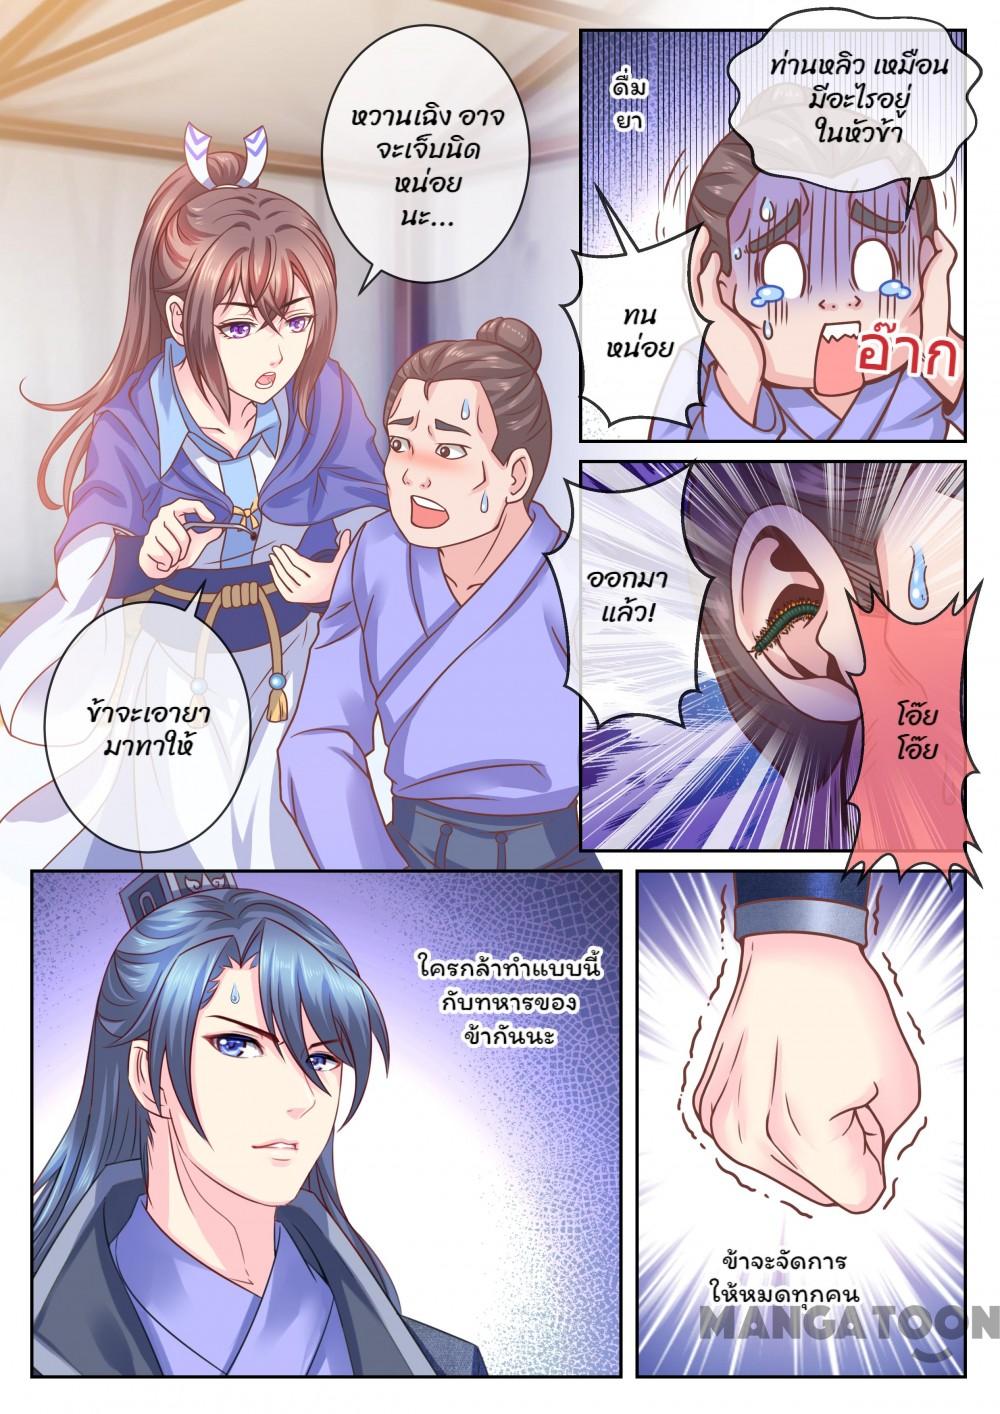 หวานเฉิง อาจ
จะเจ็บนิด
หน่อย
นะ...
ข้าจะเอายา
มาทาให้
ดื่ม
ยา
ท่านหลิว เหมือน
มีอะไรอยู่
ในหัวข้า
ทน
หน่อย
อ๊าก
ออกมา
แล้ว!
โอ๊ย
โอ๊ย
ใครกล้าทำแบบนี้
กับทหารของ
ข้ากันนะ
ข้าจะจัดการ
ให้หมดทุกคน
MANGATOON